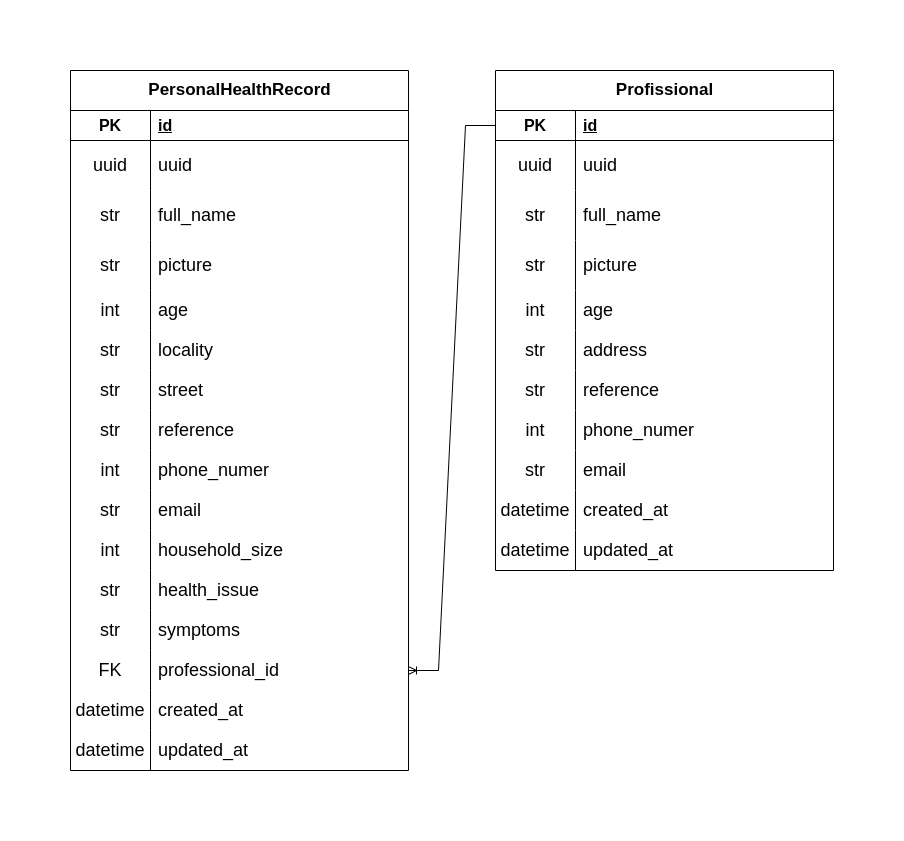 PersonalHealthRecord
PK id
uuid uuid
str full_name
str picture
int age
str locality
str street
str reference
int phone_numer
str email
int household_size
str health_issue
str symptoms
FK professional_id
datetime created_at
datetime updated_at
Profissional
PK id
uuid uuid
str full_name
str picture
int age
str address
str reference
int phone_numer
str email
datetime created_at
datetime updated_at